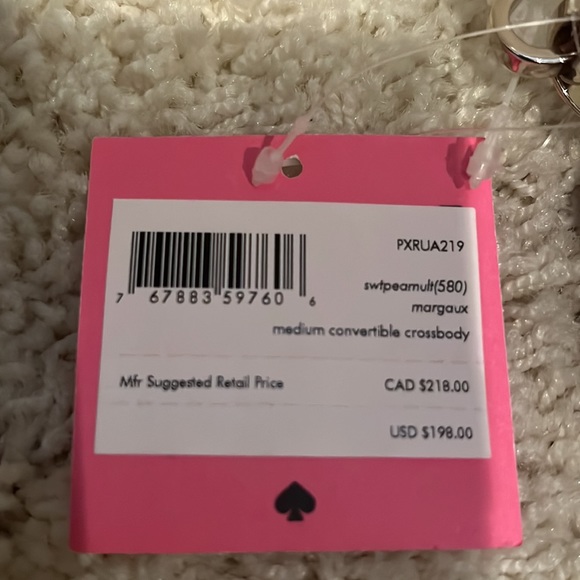 PXRUA219
7 67883 59760 6
swtpeamult(580)
margaux
medium convertible crossbody
Mfr Suggested Retail Price CAD $218.00
USD $198.00